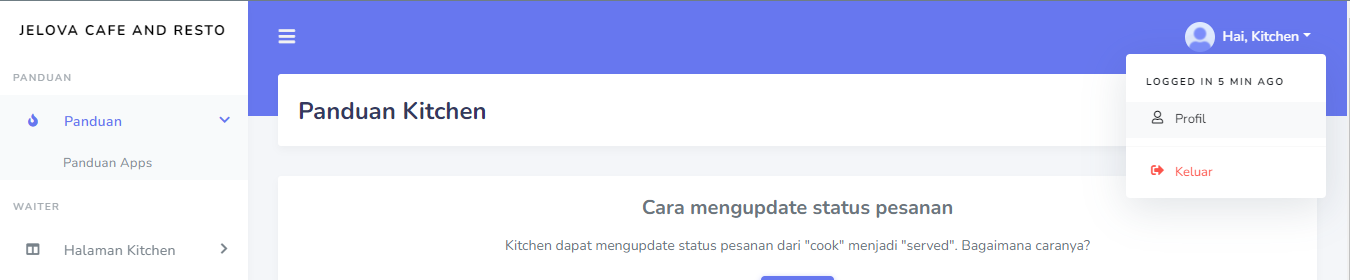 JELOVA CAFE AND RESTO
Hai, Kitchen
PANDUAN
Panduan
Panduan Apps
WAITER
Halaman Kitchen
LOGGED IN 5 MIN AGO
Profil
Keluar
Panduan Kitchen
Cara mengupdate status pesanan
Kitchen dapat mengupdate status pesanan dari "cook" menjadi "served". Bagaimana caranya?